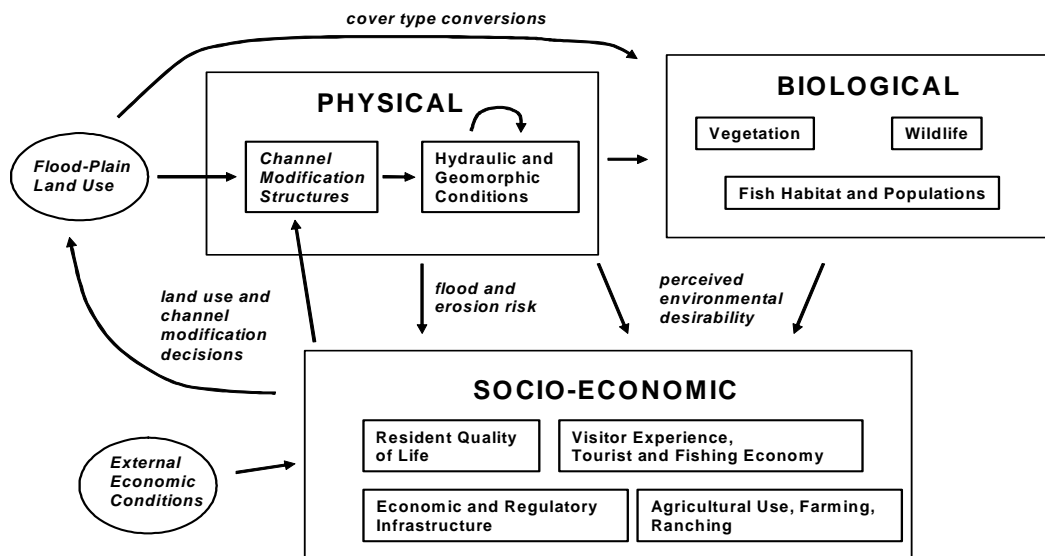 cover type conversions
PHYSICAL
BIOLOGICAL
Vegetation
Wildlife
Fish Habitat and Populations
Flood-Plain
Land Use
Channel
Modification
Structures
Hydraulic and
Geomorphic
Conditions
land use and
channel
modification
decisions
flood and
erosion risk
perceived
environmental
desirability
SOCIO-ECONOMIC
Resident Quality
of Life
Visitor Experience,
Tourist and Fishing Economy
External
Economic
Conditions
Economic and Regulatory
Infrastructure
Agricultural Use, Farming,
Ranching